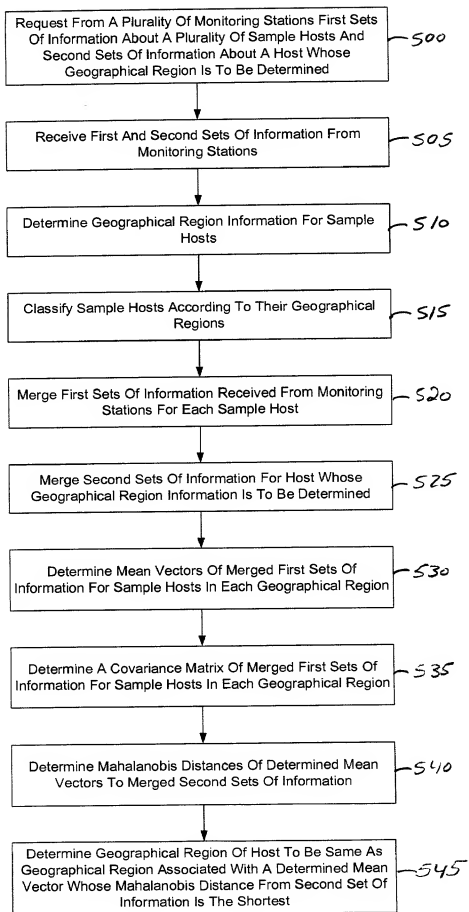 Request From A Plurality Of Monitoring Stations First Sets
Of Information About A Plurality Of Sample Hosts And
Second Sets Of Information About A Host Whose
Geographical Region Is To Be Determined
500
Receive First And Second Sets Of Information From
Monitoring Stations
505
Determine Geographical Region Information For Sample
Hosts
510
Classify Sample Hosts According To Their Geographical
Regions
515
Merge First Sets Of Information Received From Monitoring
Stations For Each Sample Host
520
Merge Second Sets Of Information For Host Whose
Geographical Region Information Is To Be Determined
525
Determine Mean Vectors Of Merged First Sets Of
Information For Sample Hosts In Each Geographical Region
530
Determine A Covariance Matrix Of Merged First Sets Of
Information For Sample Hosts In Each Geographical Region
535
Determine Mahalanobis Distances Of Determined Mean
Vectors To Merged Second Sets Of Information
540
Determine Geographical Region Of Host To Be Same As
Geographical Region Associated With A Determined Mean
Vector Whose Mahalanobis Distance From Second Set Of
Information Is The Shortest
545